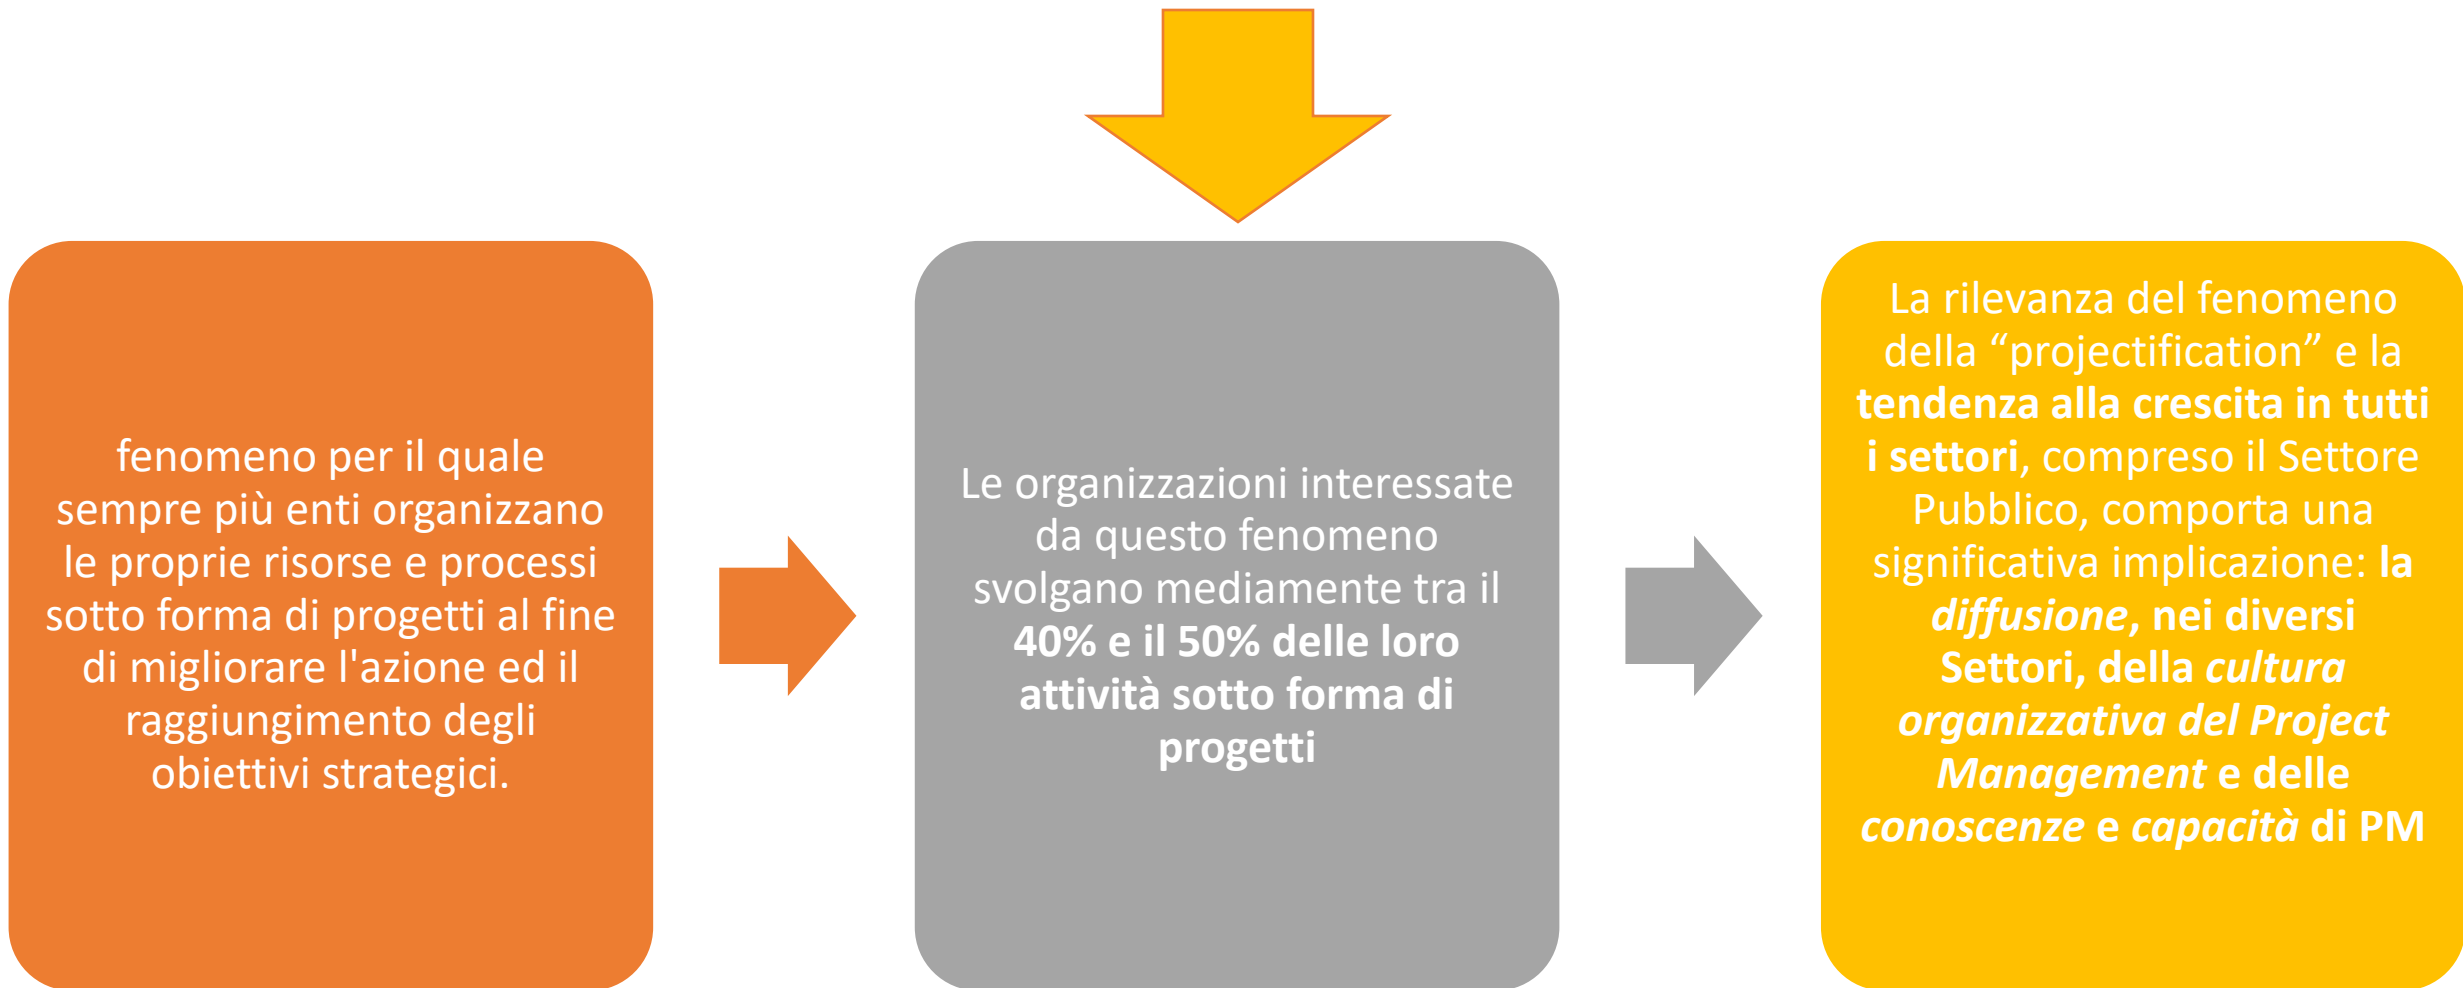 fenomeno per il quale
sempre più enti organizzano
le proprie risorse e processi
sotto forma di progetti al fine
di migliorare l'azione ed il
raggiungimento degli
obiettivi strategici.
Le organizzazioni interessate
da questo fenomeno
svolgano mediamente tra il
40% e il 50% delle loro
attività sotto forma di
progetti
La rilevanza del fenomeno
della “projectification” e la
tendenza alla crescita in tutti
i settori, compreso il Settore
Pubblico, comporta una
significativa implicazione: la
diffusione, nei diversi
Settori, della cultura
organizzativa del Project
Management e delle
conoscenze e capacità di PM